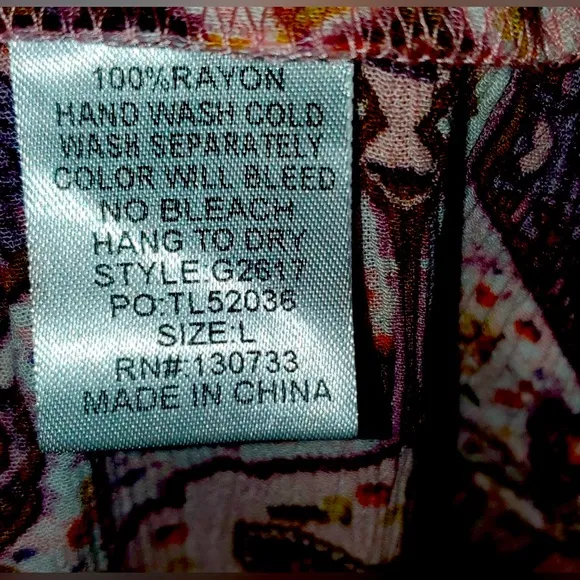 100%RAYON
HAND WASH COLD
WASH SEPARATELY
COLOR WILL BLEED
NO BLEACH
HANG TO DRY
STYLE:G2617
PO:TL52036
SIZE:L
RN#:130733
MADE IN CHINA